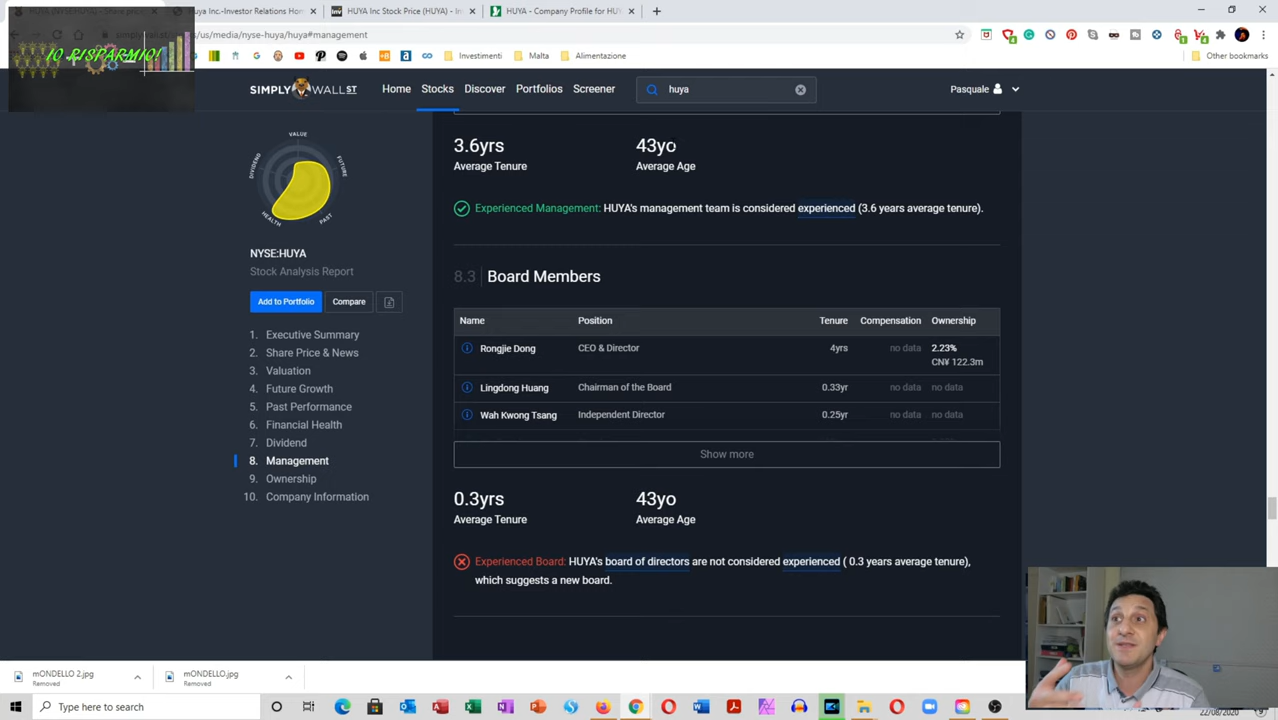 Huya Inc.-Investor Relations Hom
HUYA Inc Stock Price (HUYA) - In
HUYA - Company Profile for HUY
us/media/nyse-huya/huya#management
IO RISPARMIO!
Investimenti
Malta
Alimentazione
Other bookmarks
SIMPLY WALL ST
Home
Stocks
Discover
Portfolios
Screener
huya
Pasquale
VALUE
FUTURE
PAST
HEALTH
DIVIDEND
NYSE:HUYA
Stock Analysis Report
Add to Portfolio
Compare
1. Executive Summary
2. Share Price & News
3. Valuation
4. Future Growth
5. Past Performance
6. Financial Health
7. Dividend
8. Management
9. Ownership
10. Company Information
3.6yrs 43yo
Average Tenure Average Age
Experienced Management: HUYA's management team is considered experienced (3.6 years average tenure).
8.3 Board Members
Name Position Tenure Compensation Ownership
Rongjie Dong CEO & Director 4yrs no data 2.23%
CN¥ 122.3m
Lingdong Huang Chairman of the Board 0.33yr no data no data
Wah Kwong Tsang Independent Director 0.25yr no data no data
Show more
0.3yrs 43yo
Average Tenure Average Age
Experienced Board: HUYA's board of directors are not considered experienced ( 0.3 years average tenure),
which suggests a new board.
mONDELLO 2.jpg
Removed
mONDELLO.jpg
Removed
Type here to search
22/08/2020